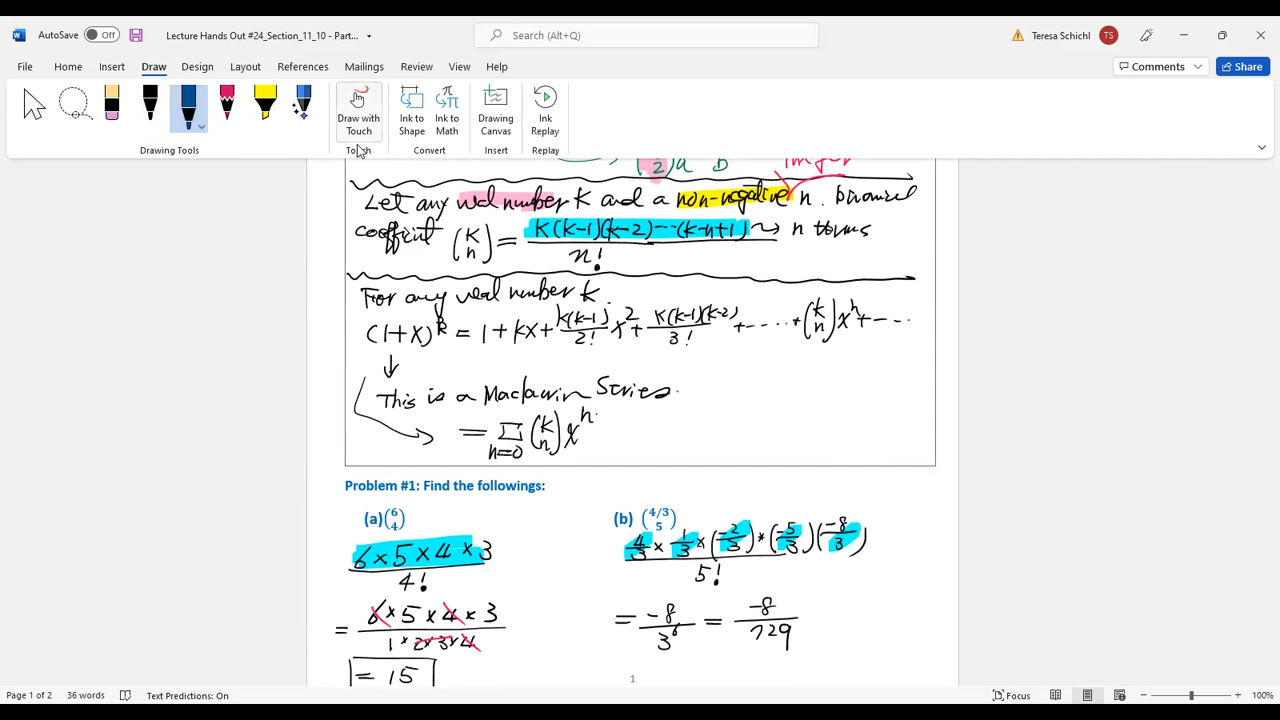 AutoSave Off Lecture Hands Out #24_Section_11_10 - Part... Search (Alt+Q) Teresa Schichl TS
File Home Insert Draw Design Layout References Mailings Review View Help Comments Share
Draw with Touch Ink to Shape Ink to Math Drawing Canvas Ink Replay
Drawing Tools Touch Convert Insert Replay
Let any real number K and a non-negative n. binomial
coefficient (K n) = K(K-1)(K-2)...(K-n+1) / n! → n terms
For any real number K
(1+X)^K = 1 + KX + K(K-1)/2! X^2 + K(K-1)(K-2)/3! +....+ (K n) X^n + ...
This is a Maclaurin Series.
= Σ n=0 (K n) X^n
Problem #1: Find the followings:
(a) (6 4) (b) (4/3 5)
6×5×4×3 / 4! 4/3 × 1/3 × (-2/3) * (-5/3)(-8/3) / 5!
= 6×5×4×3 / 1×2×3×4 = -8/3^6 = -8/729
= 15
1
Page 1 of 2 36 words Text Predictions: On Focus 100%